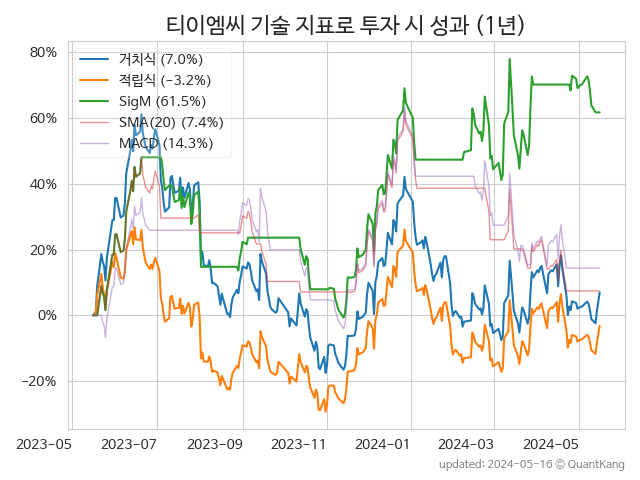 티이엠씨 기술 지표로 투자 시 성과 (1년)
80%
60%
40%
20%
0%
−20%
거치식 (7.0%)
적립식 (−3.2%)
SigM (61.5%)
SMA(20) (7.4%)
MACD (14.3%)
2023−05 2023−07 2023−09 2023−11 2024−01 2024−03 2024−05
updated: 2024-05-16 ⓒ QuantKang